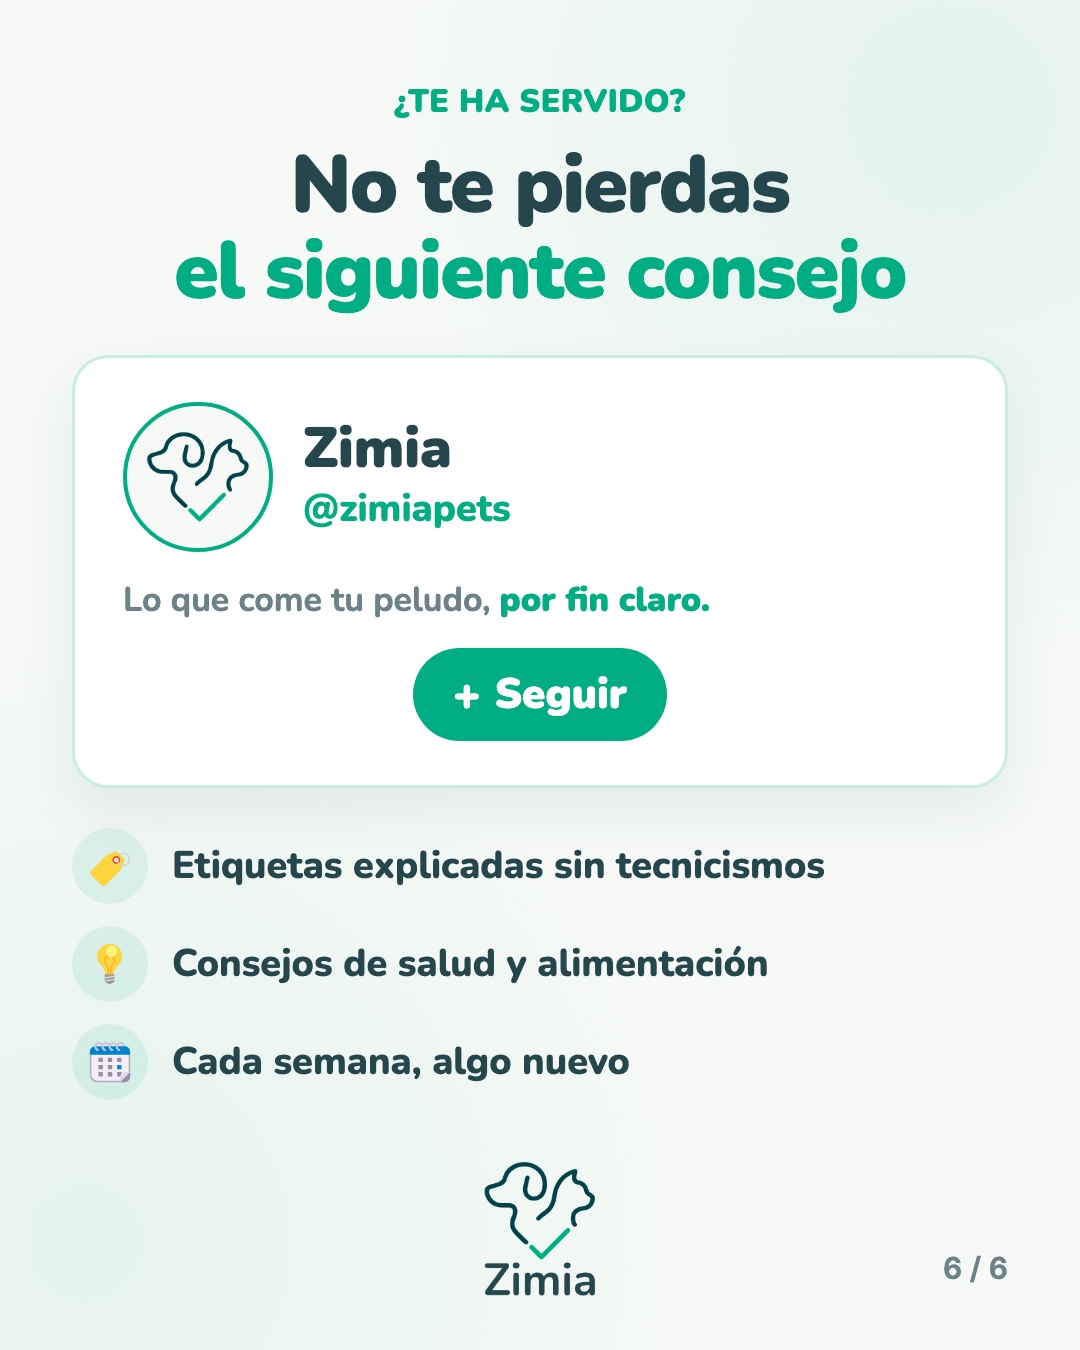 ¿TE HA SERVIDO?
No te pierdas
el siguiente consejo
Zimia
@zimiapets
Lo que come tu peludo, por fin claro.
+ Seguir
Etiquetas explicadas sin tecnicismos
Consejos de salud y alimentación
Cada semana, algo nuevo
Zimia
6 / 6